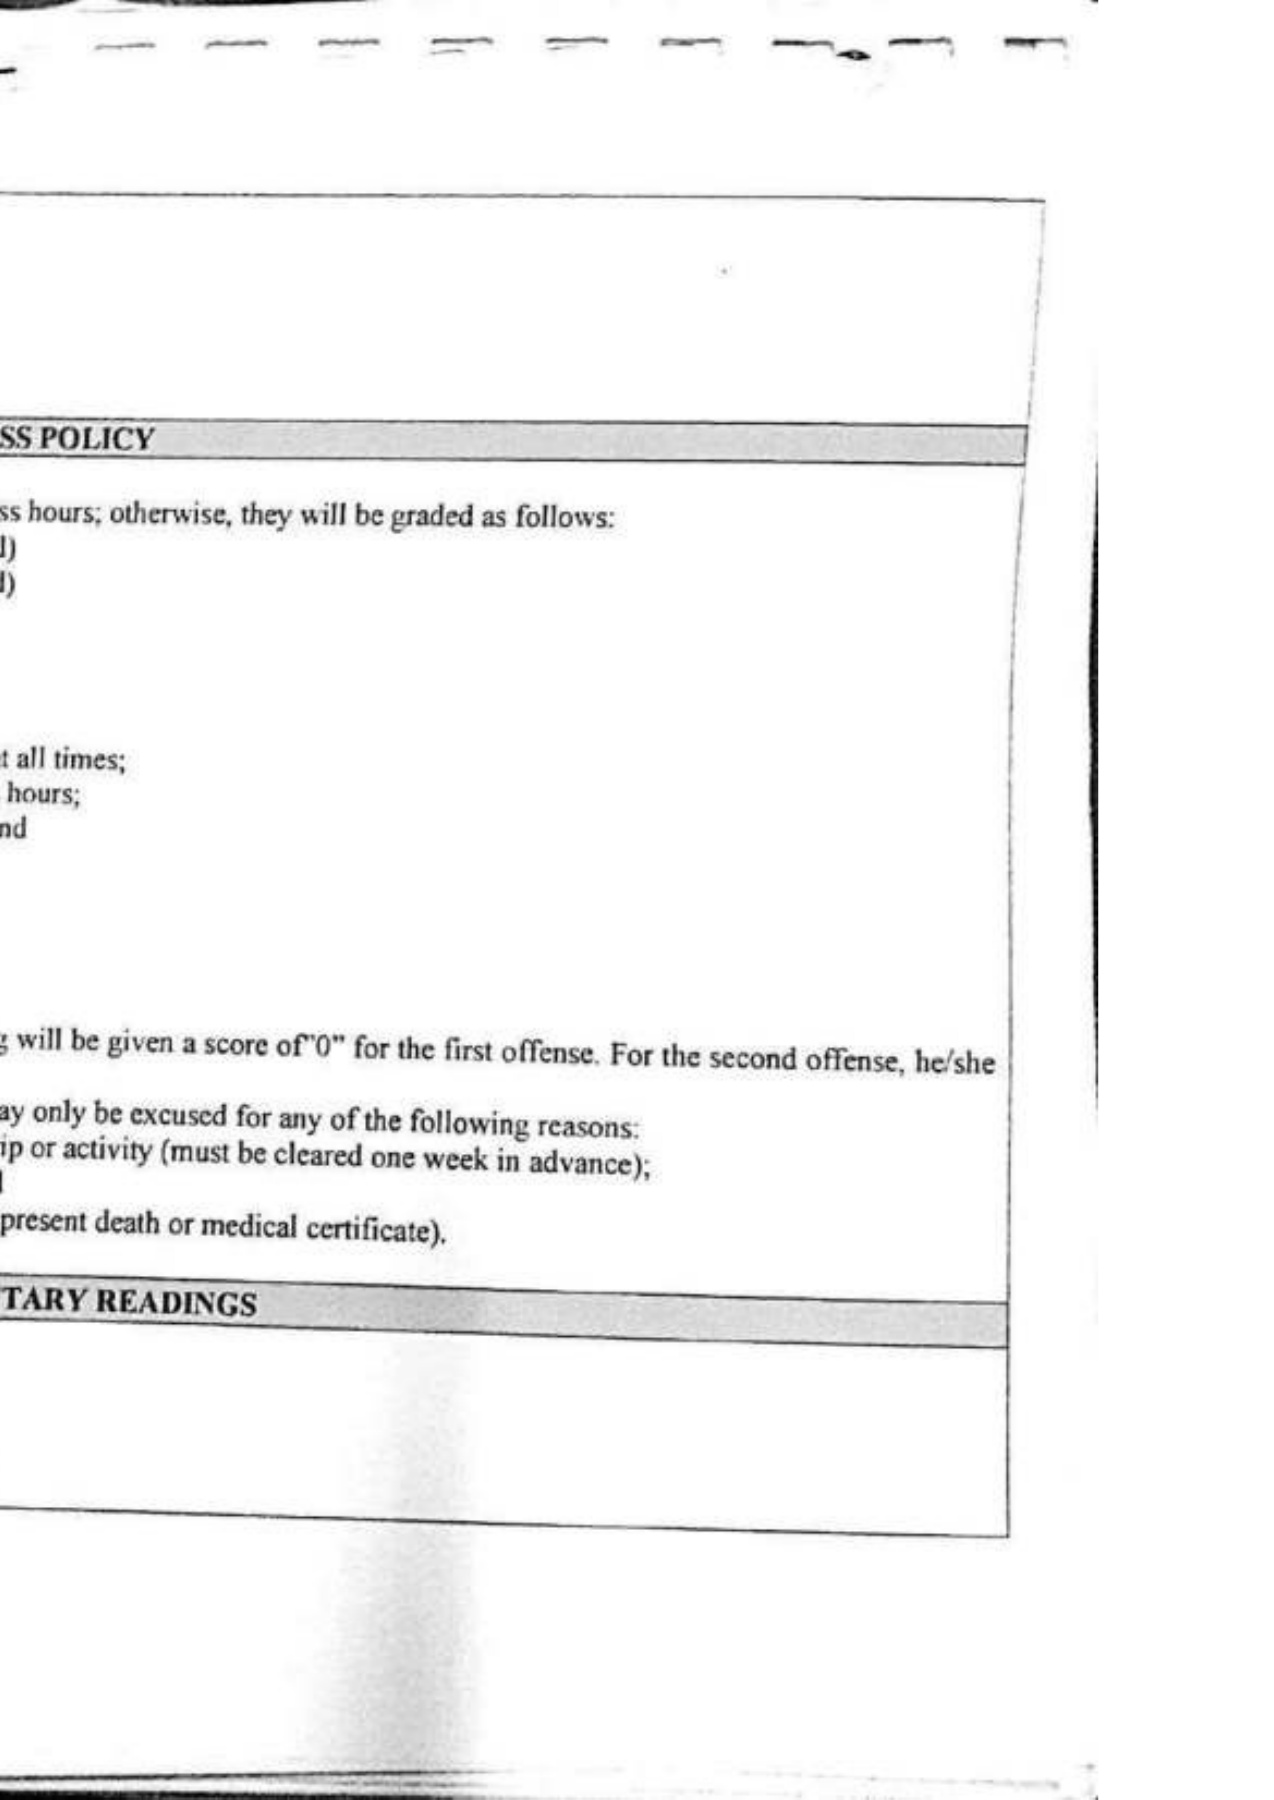 SS POLICY
ss hours; otherwise, they will be graded as follows:
l)
l)
t all times;
hours;
nd
g will be given a score of"0" for the first offense. For the second offense, he/she
ay only be excused for any of the following reasons:
ip or activity (must be cleared one week in advance);
l
present death or medical certificate).
TARY READINGS